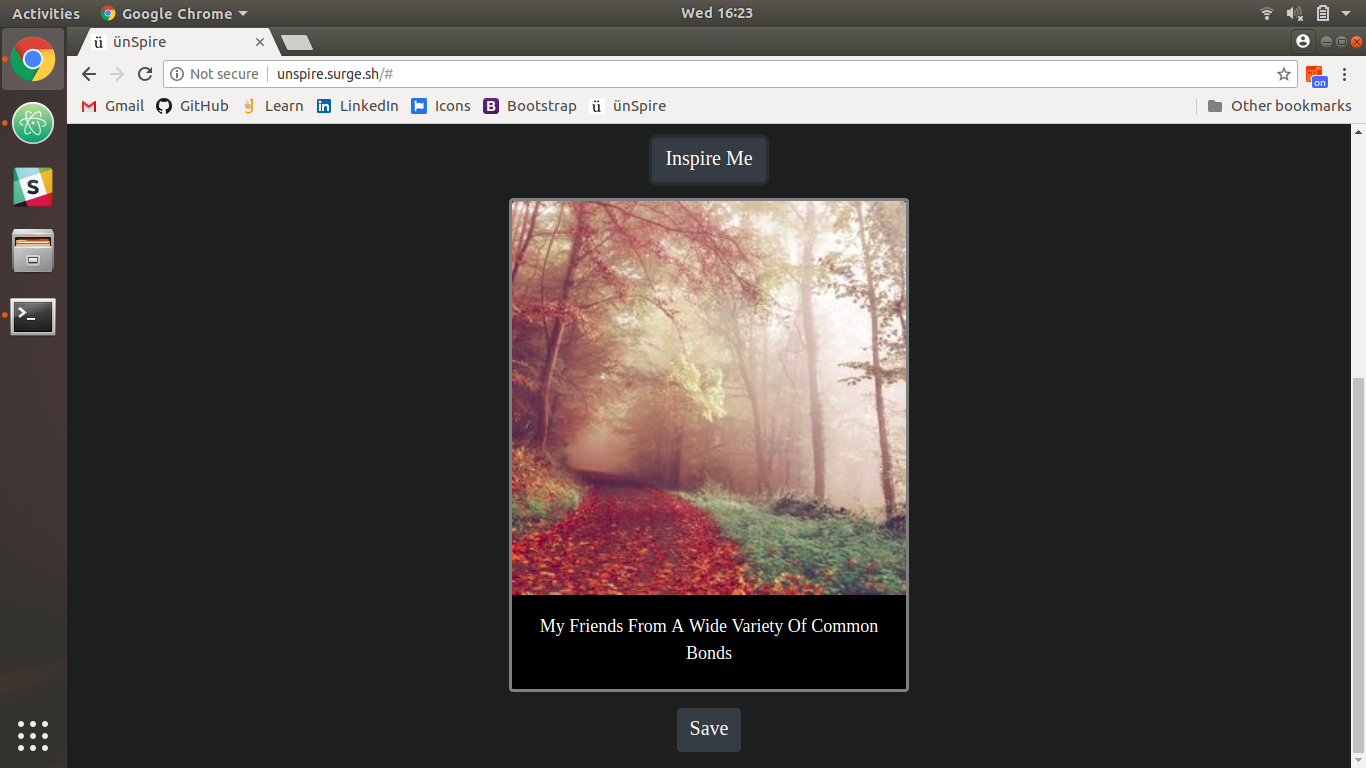 Activities Google Chrome Wed 16:23
ü ünSpire
Not secure unspire.surge.sh/#
on
Gmail GitHub Learn LinkedIn Icons B Bootstrap ü ünSpire Other bookmarks
Inspire Me
S
My Friends From A Wide Variety Of Common
Bonds
Save